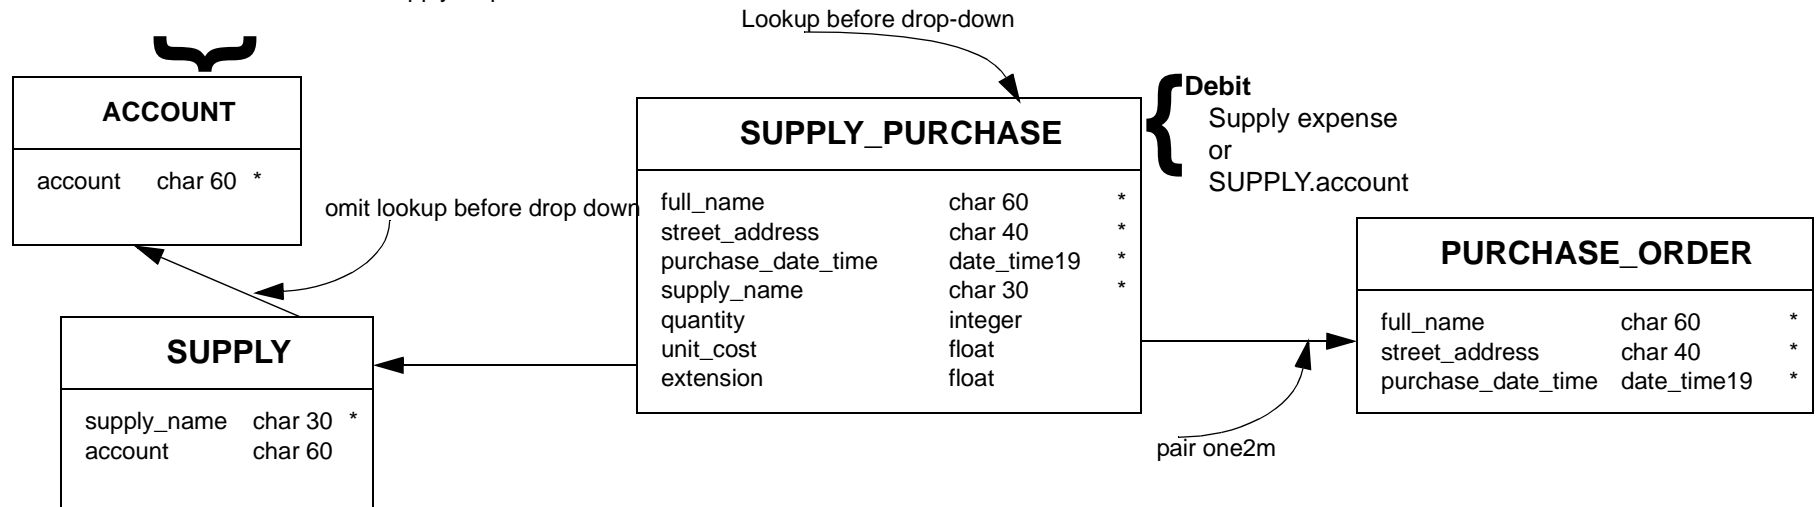 Lookup before drop-down
ACCOUNT
account char 60 *
omit lookup before drop down
SUPPLY
supply_name char 30 *
account char 60
SUPPLY_PURCHASE
full_name char 60 *
street_address char 40 *
purchase_date_time date_time19 *
supply_name char 30 *
quantity integer
unit_cost float
extension float
Debit
Supply expense
or
SUPPLY.account
PURCHASE_ORDER
full_name char 60 *
street_address char 40 *
purchase_date_time date_time19 *
pair one2m